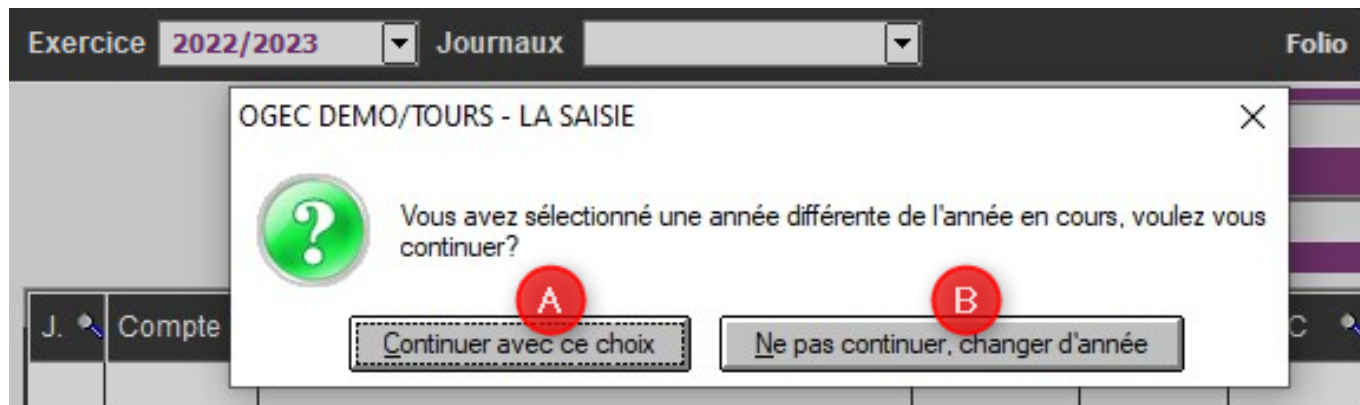 Exercice 2022/2023 Journaux Folio
OGEC DEMO/TOURS - LA SAISIE
Vous avez sélectionné une année différente de l'année en cours, voulez vous
continuer?
A B
Continuer avec ce choix Ne pas continuer, changer d'année
J. Compte C